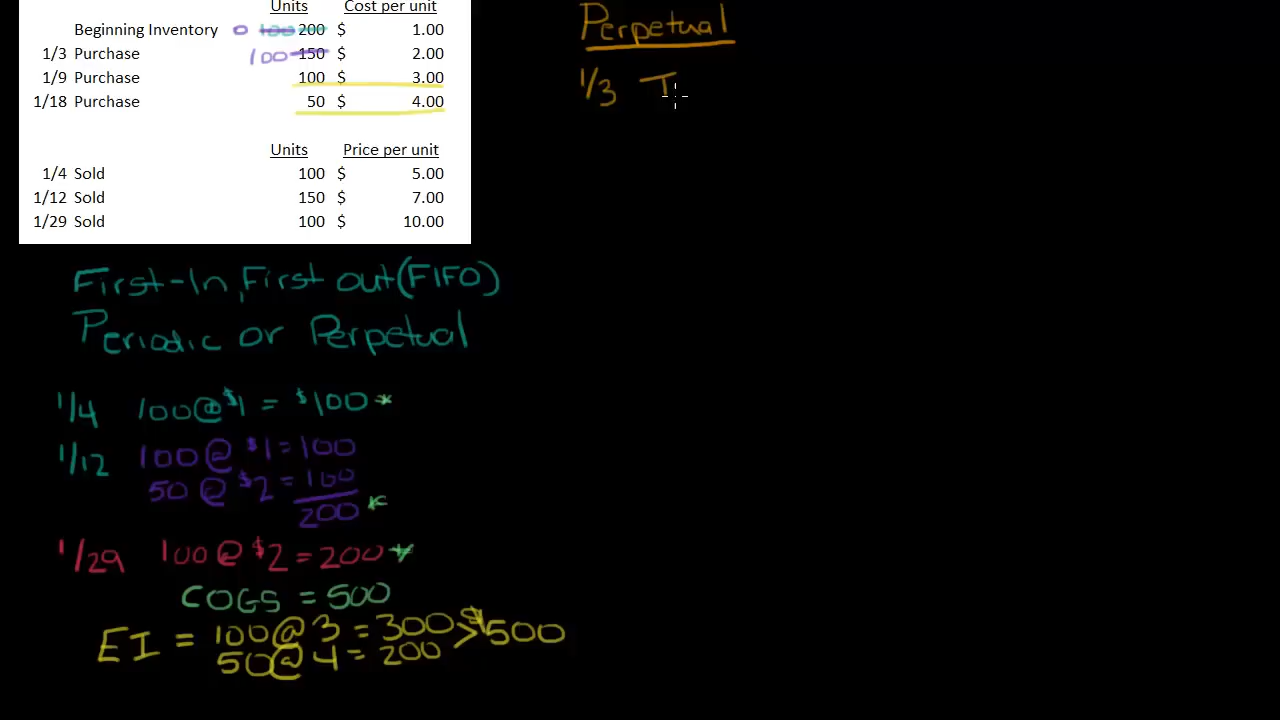 Units Cost per unit
Beginning Inventory 0 100 200 $ 1.00
1/3 Purchase 100 150 $ 2.00
1/9 Purchase 100 $ 3.00
1/18 Purchase 50 $ 4.00
Units Price per unit
1/4 Sold 100 $ 5.00
1/12 Sold 150 $ 7.00
1/29 Sold 100 $ 10.00
First-In, First out (FIFO)
Periodic or Perpetual
1/4 100@$1 = $100 *
1/12 100@ $1 = 100
50@ $2 = 100
200 *
1/29 100@ $2 = 200 *
COGS = 500
EI = 100@3 = 300 > $500
50@4 = 200
Perpetual
1/3 I